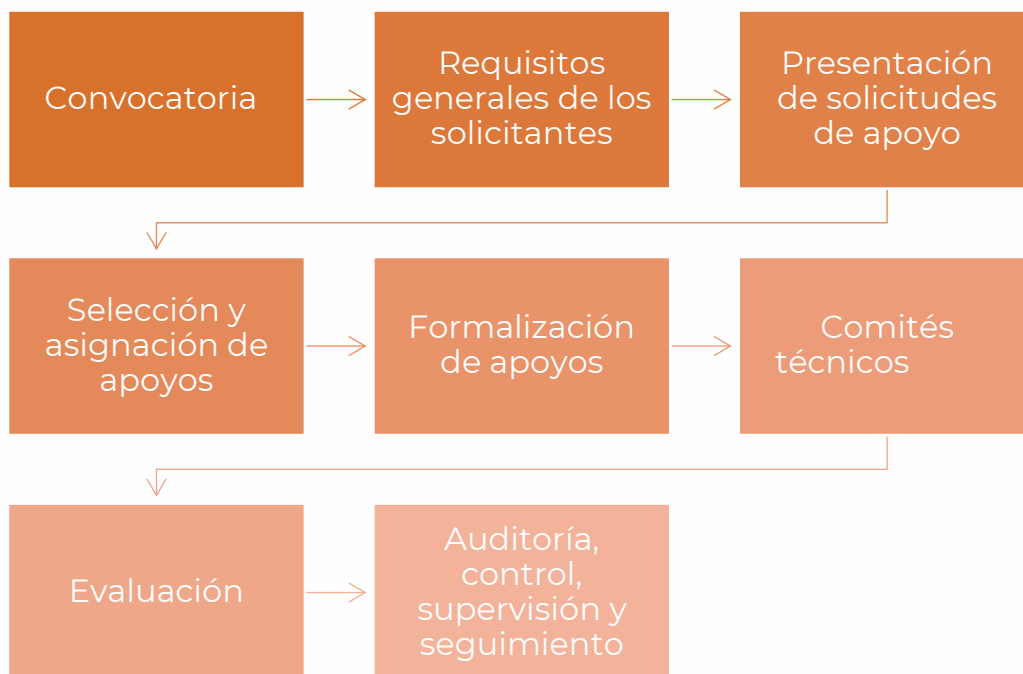 Convocatoria
Requisitos
generales de los
solicitantes
Presentación
de solicitudes
de apoyo
Selección y
asignación de
apoyos
Formalización
de apoyos
Comités
técnicos
Evaluación
Auditoría,
control,
supervisión y
seguimiento